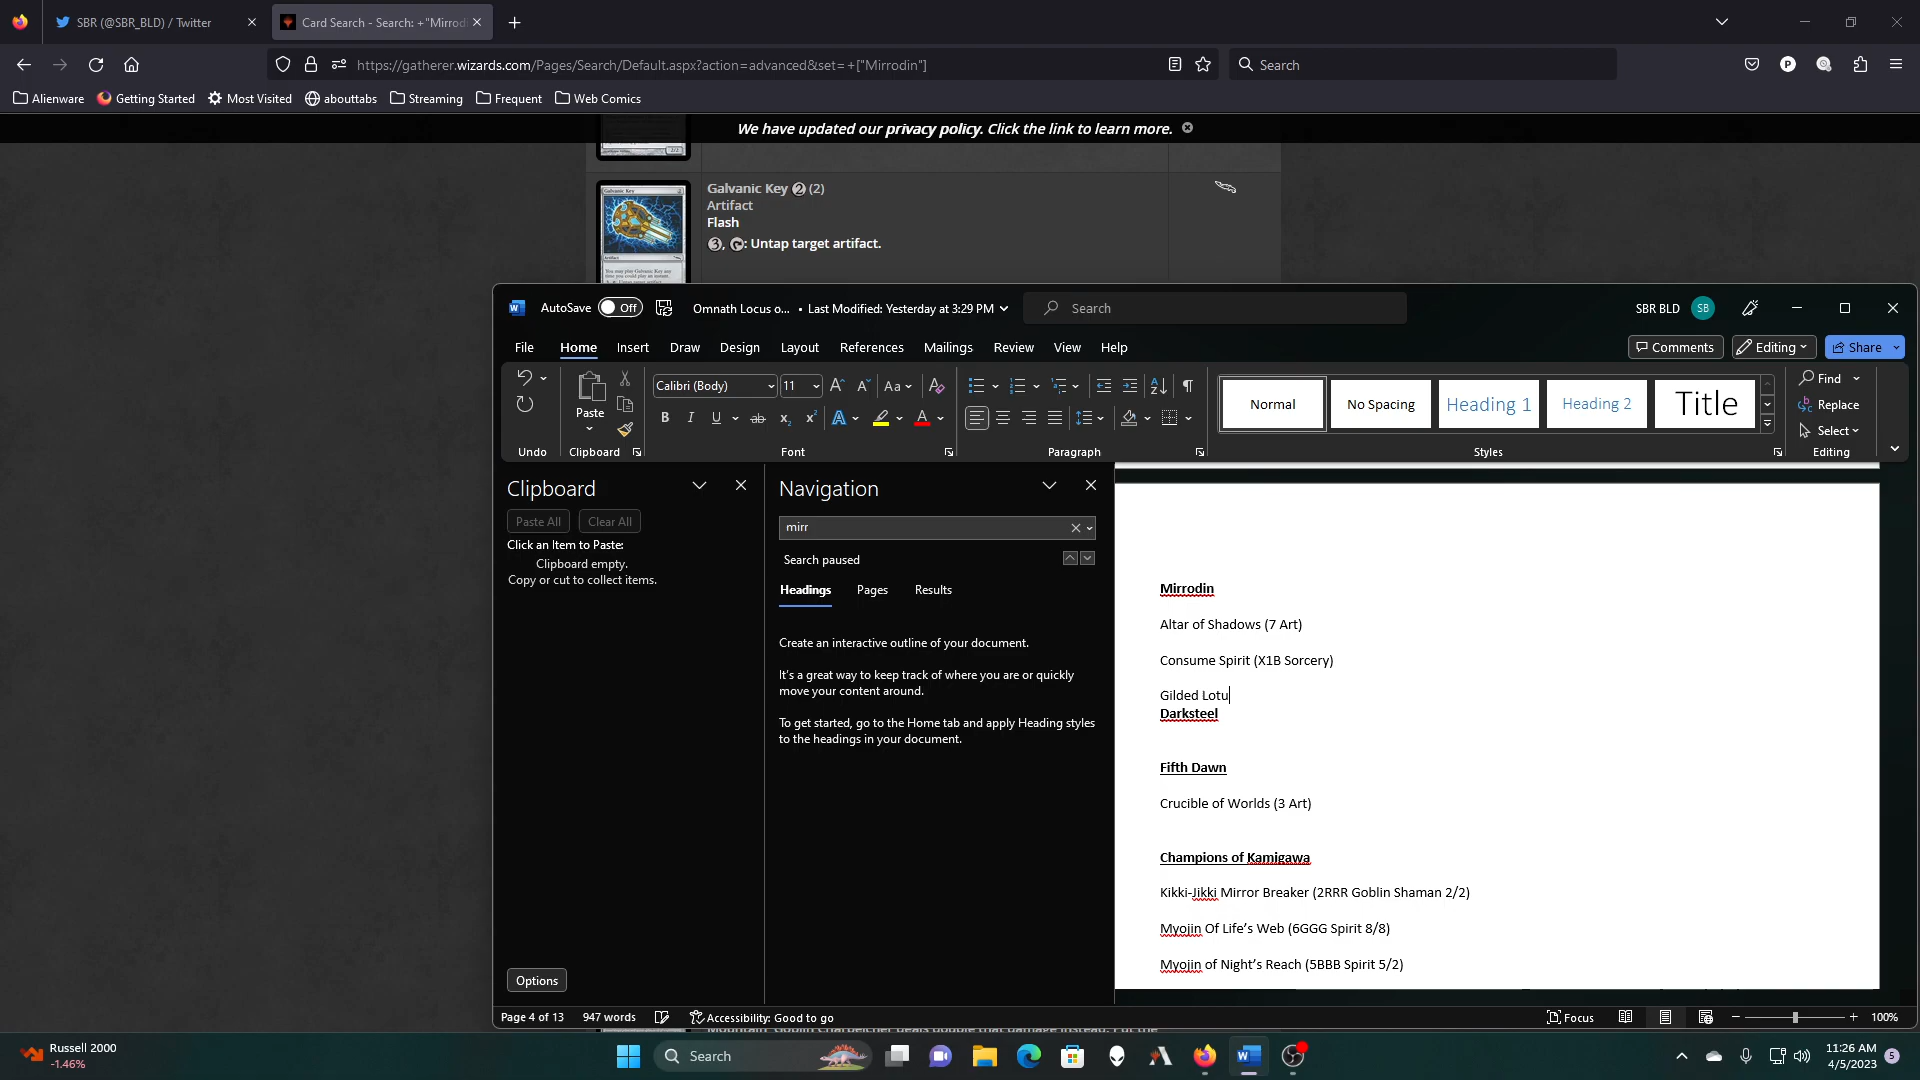 SBR (@SBR_BLD) / Twitter
Card Search - Search: +"Mirrodi
https://gatherer.wizards.com/Pages/Search/Default.aspx?action=advanced&set=+["Mirrodin"]
Search
Alienware
Getting Started
Most Visited
abouttabs
Streaming
Frequent
Web Comics
We have updated our privacy policy. Click the link to learn more.
Galvanic Key 2 (2)
Artifact
Flash
3, : Untap target artifact.
Galvanic Key
AutoSave Off
Omnath Locus o... • Last Modified: Yesterday at 3:29 PM
Search
SBR BLD SB
File Home Insert Draw Design Layout References Mailings Review View Help
Comments Editing Share
Paste
Calibri (Body) 11
Aa
B I U ab x₂ x² A A
Normal No Spacing Heading 1 Heading 2 Title
Find
Replace
Select
Undo Clipboard Font Paragraph Styles Editing
Clipboard
Paste All Clear All
Click an Item to Paste:
Clipboard empty.
Copy or cut to collect items.
Options
Navigation
mirr
Search paused
Headings Pages Results
Create an interactive outline of your document.
It's a great way to keep track of where you are or quickly
move your content around.
To get started, go to the Home tab and apply Heading styles
to the headings in your document.
Mirrodin
Altar of Shadows (7 Art)
Consume Spirit (X1B Sorcery)
Gilded Lotu
Darksteel
Fifth Dawn
Crucible of Worlds (3 Art)
Champions of Kamigawa
Kikki-Jikki Mirror Breaker (2RRR Goblin Shaman 2/2)
Myojin Of Life's Web (6GGG Spirit 8/8)
Myojin of Night's Reach (5BBB Spirit 5/2)
Page 4 of 13 947 words Accessibility: Good to go
Focus 100%
Russell 2000
-1.46%
Search
11:26 AM
4/5/2023
5